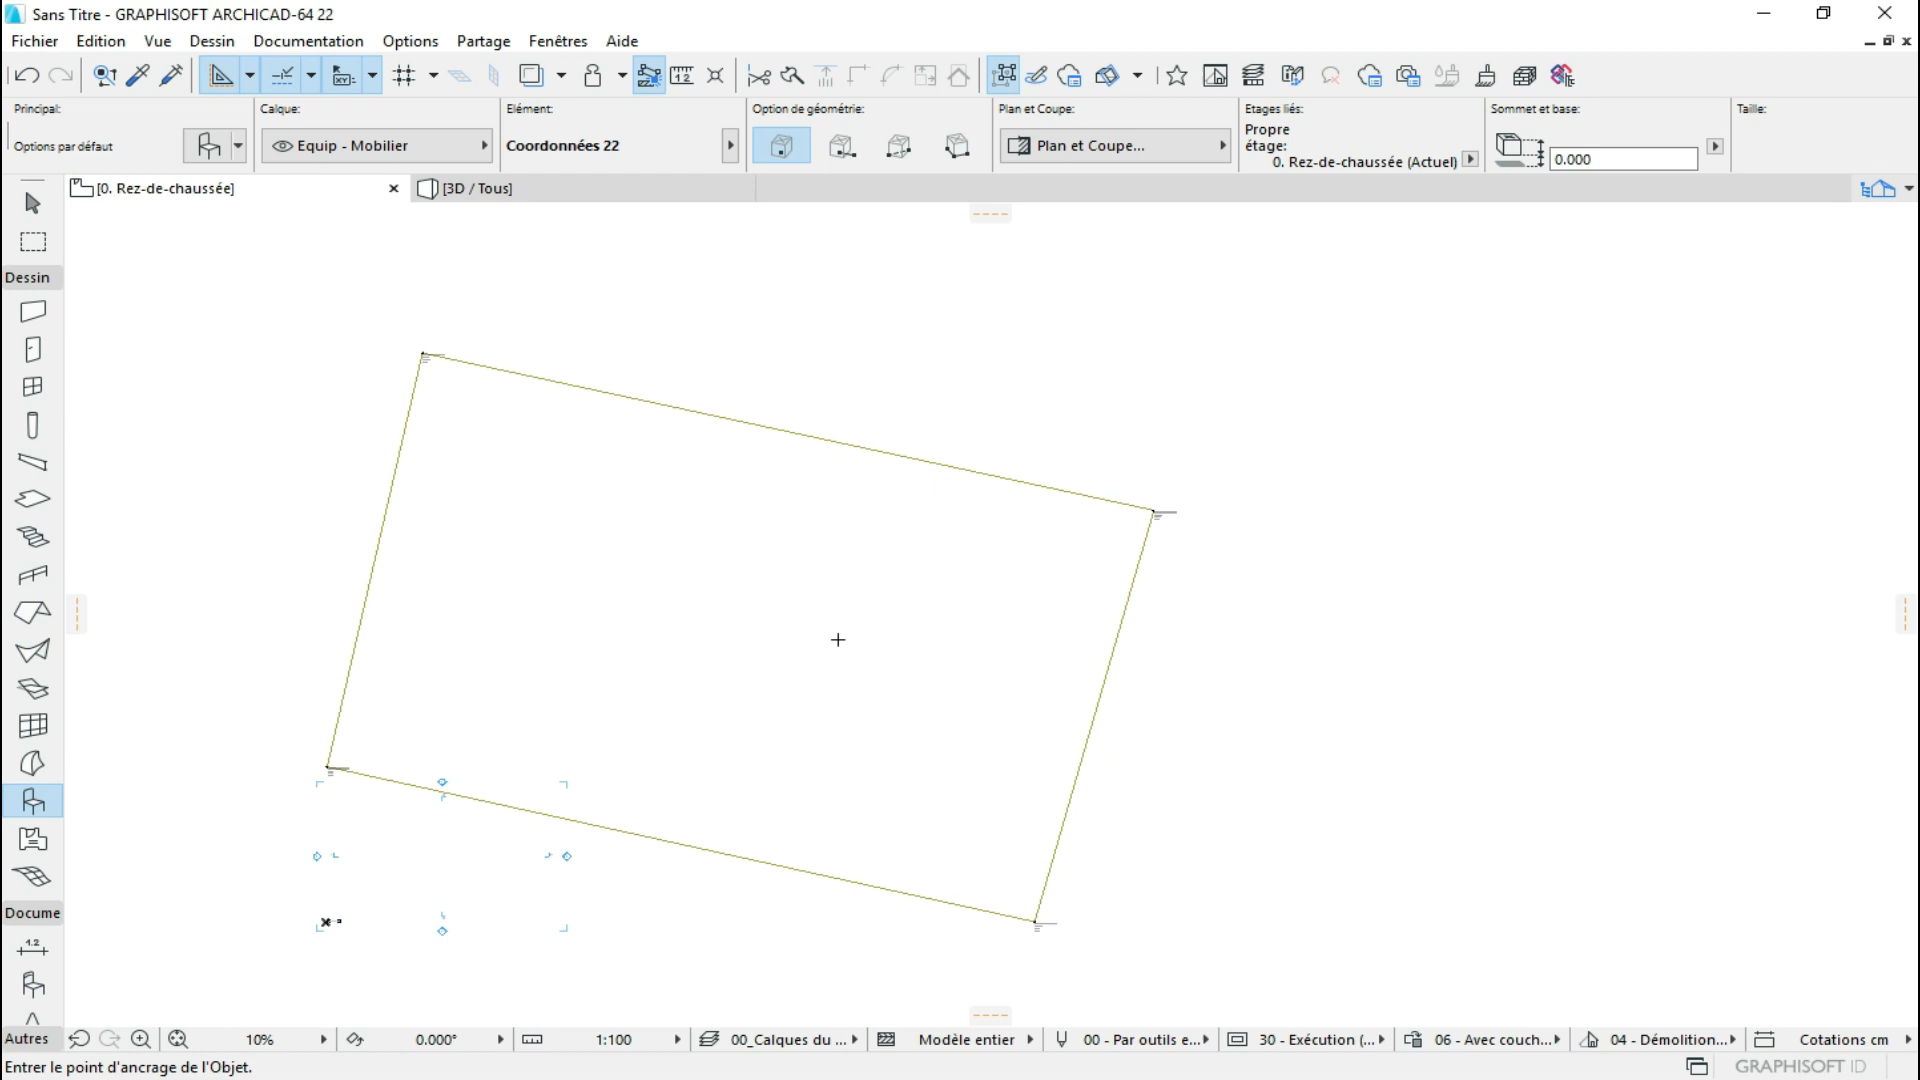 Sans Titre - GRAPHISOFT ARCHICAD-64 22
Fichier Edition Vue Dessin Documentation Options Partage Fenêtres Aide
Principal: Calque: Elément: Option de géométrie: Plan et Coupe: Etages liés: Sommet et base: Taille:
Options par défaut Equip - Mobilier Coordonnées 22 Plan et Coupe... Propre
étage:
0. Rez-de-chaussée (Actuel) 0.000
[0. Rez-de-chaussée] [3D / Tous]
Dessin
Docume
1.2
Autres 10% 0.000° 1:100 00_Calques du ... Modèle entier 00 - Par outils e... 30 - Exécution (... 06 - Avec couch... 04 - Démolition... Cotations cm
Entrer le point d'ancrage de l'Objet. GRAPHISOFT ID